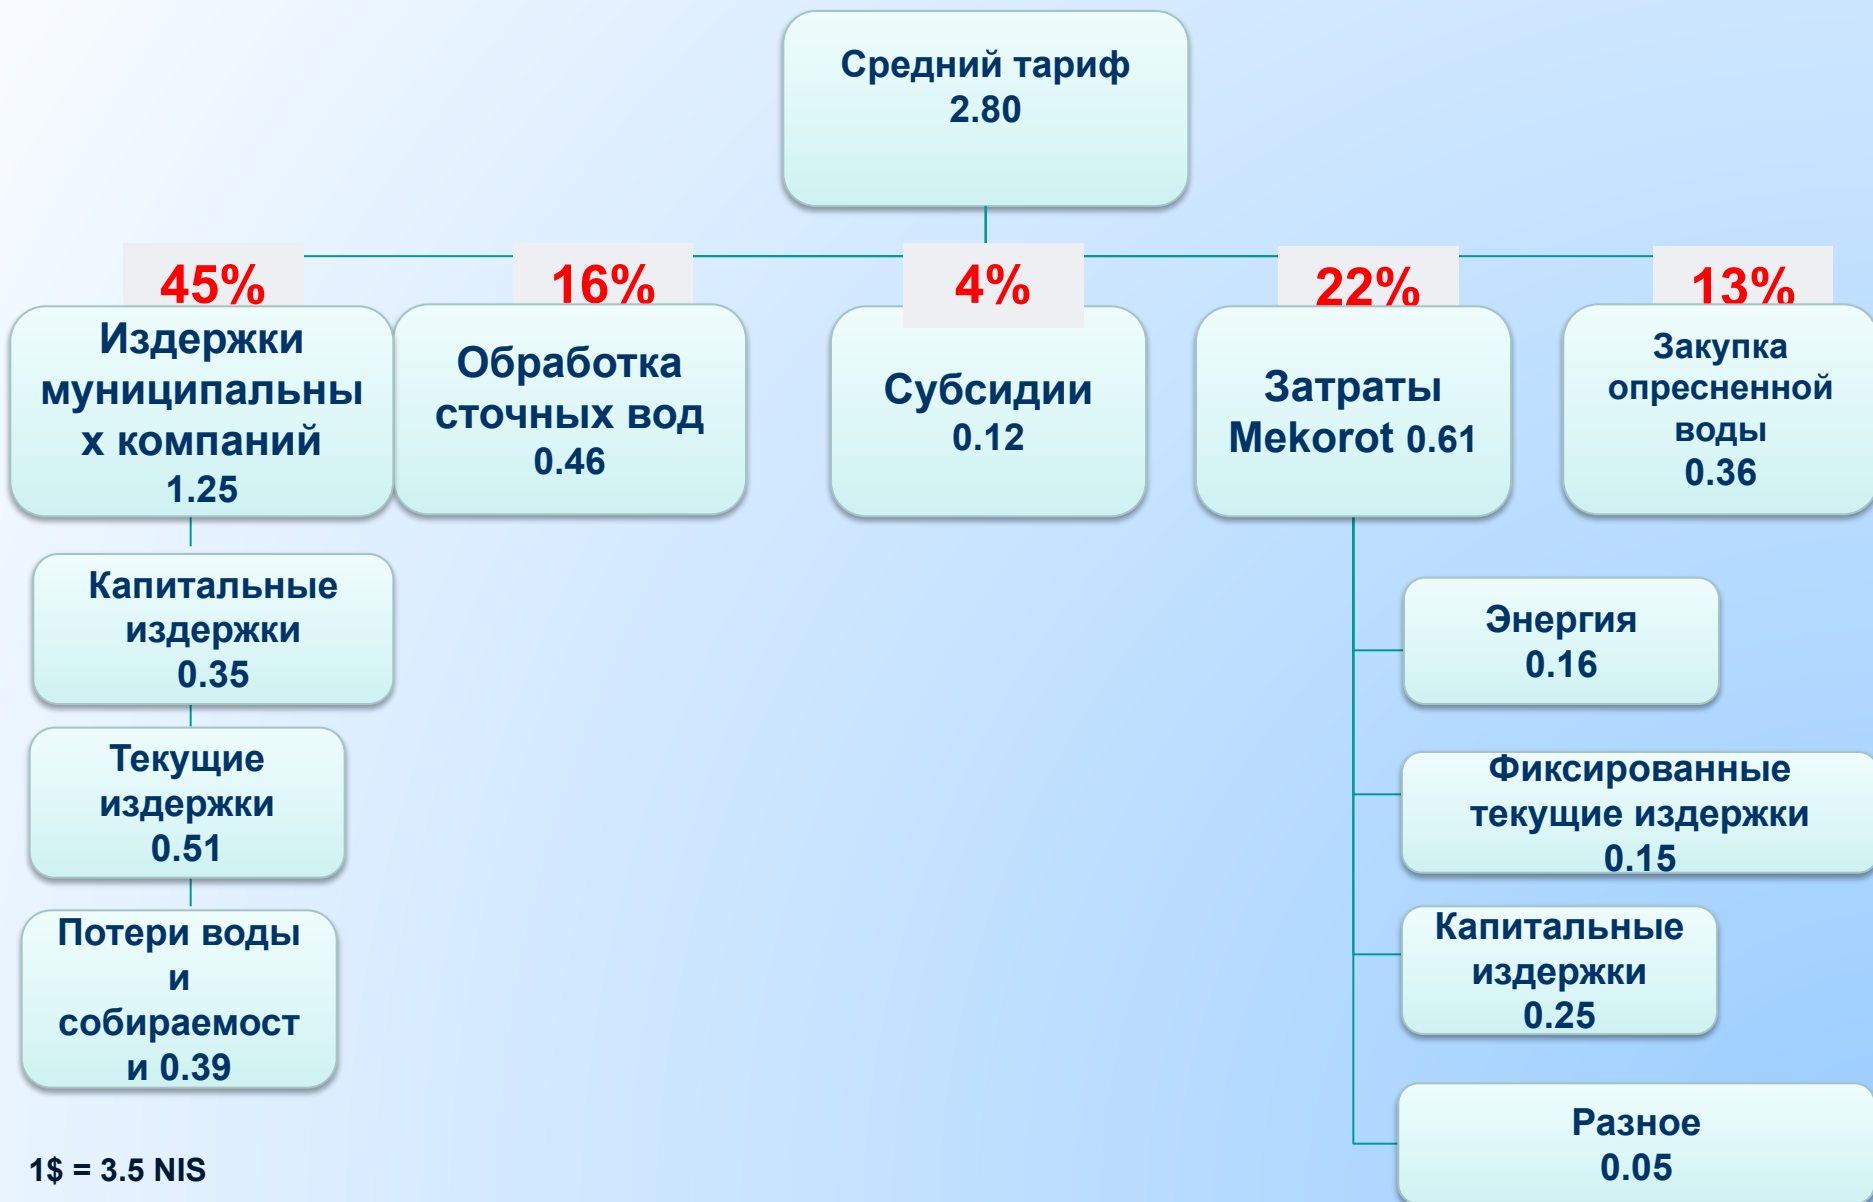 Средний тариф
2.80
45%
16%
4%
22%
13%
Издержки
муниципальны
х компаний
1.25
Обработка
сточных вод
0.46
Субсидии
0.12
Затраты
Mekorot 0.61
Закупка
опресненной
воды
0.36
Капитальные
издержки
0.35
Текущие
издержки
0.51
Потери воды
и
собираемост
и 0.39
Энергия
0.16
Фиксированные
текущие издержки
0.15
Капитальные
издержки
0.25
Разное
0.05
1$ = 3.5 NIS